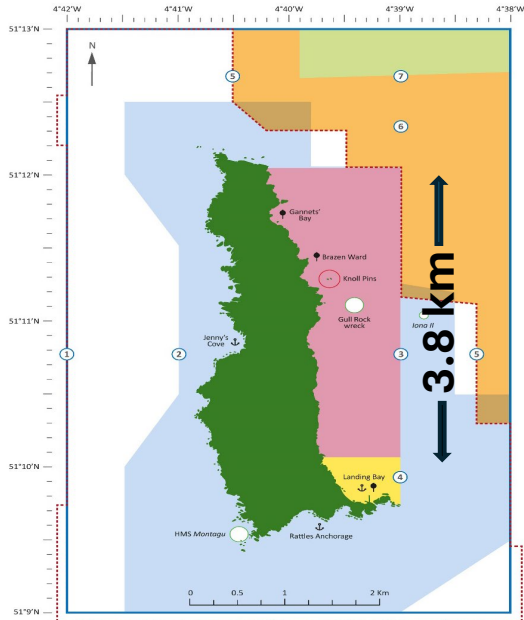 4°42'W 4°41'W 4°40'W 4°39'W 4°38'W
51°13'N
N
5
7
6
51°12'N
Gannets'
Bay
Brazen Ward
Knoll Pins
Gull Rock
wreck
Iona II
51°11'N
Jenny's
Cove
1
2
3
5
3.8 km
51°10'N
Landing Bay
4
HMS Montagu
Rattles Anchorage
0 0.5 1 2 Km
51°9'N